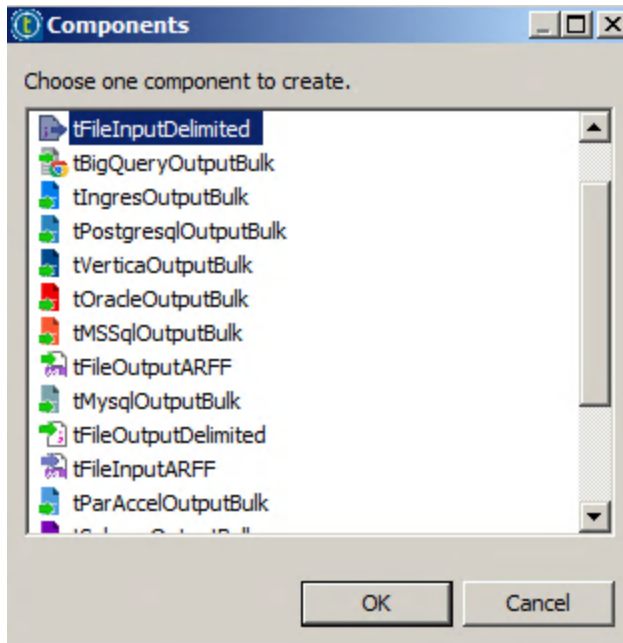 Components
Choose one component to create.
tFileInputDelimited
tBigQueryOutputBulk
tIngresOutputBulk
tPostgresqlOutputBulk
tVerticaOutputBulk
tOracleOutputBulk
tMSSqlOutputBulk
tFileOutputARFF
tMysqlOutputBulk
tFileOutputDelimited
tFileInputARFF
tParAccelOutputBulk
OK
Cancel